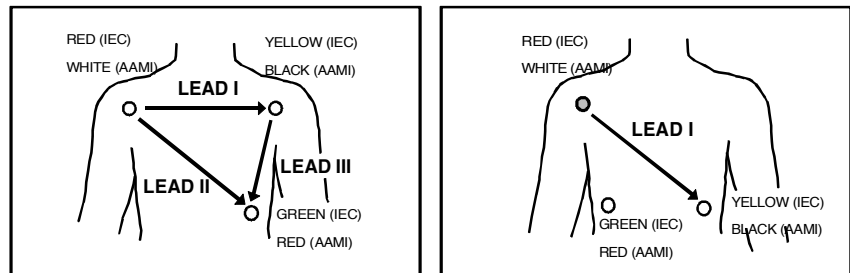 RED (IEC)
WHITE (AAMI)
YELLOW (IEC)
BLACK (AAMI)
LEAD I
LEAD II
LEAD III
GREEN (IEC)
RED (AAMI)
RED (IEC)
WHITE (AAMI)
LEAD I
GREEN (IEC)
RED (AAMI)
YELLOW (IEC)
BLACK (AAMI)